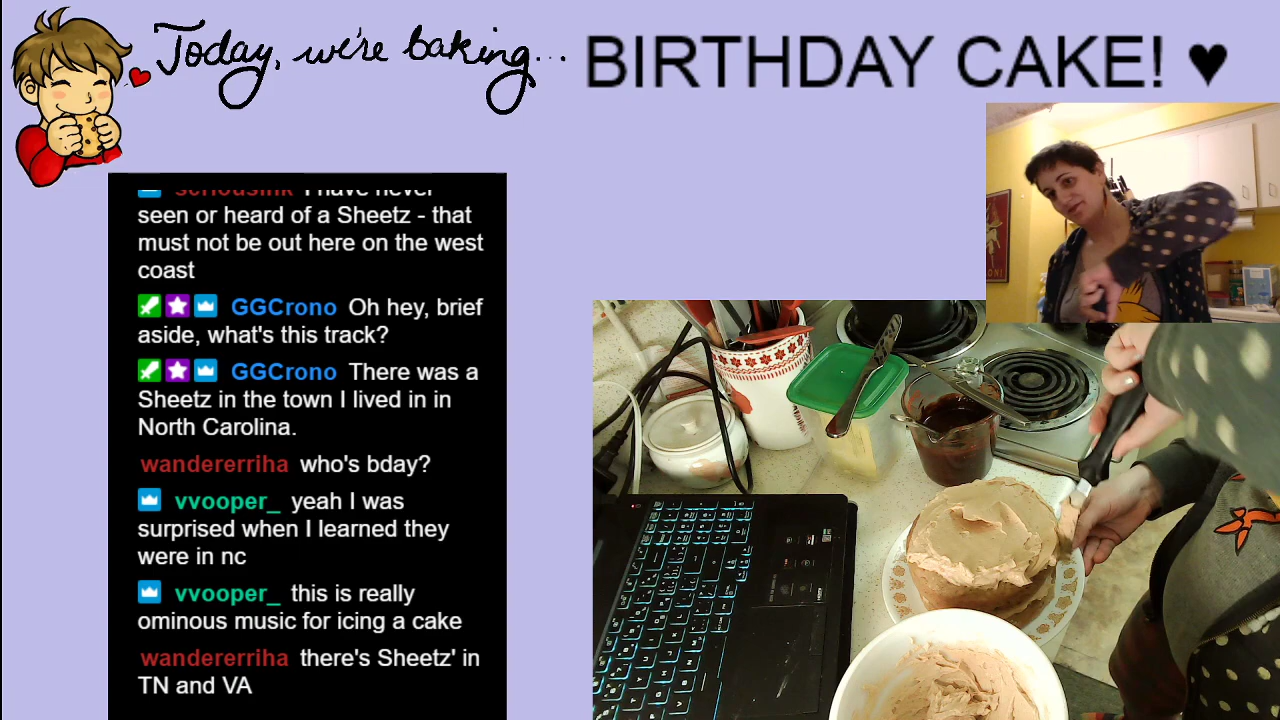 Today, we're baking... BIRTHDAY CAKE! ♥
seriousink I have never
seen or heard of a Sheetz - that
must not be out here on the west
coast
GGCrono Oh hey, brief
aside, what's this track?
GGCrono There was a
Sheetz in the town I lived in in
North Carolina.
wandererriha who's bday?
vvooper_ yeah I was
surprised when I learned they
were in nc
vvooper_ this is really
ominous music for icing a cake
wandererriha there's Sheetz' in
TN and VA